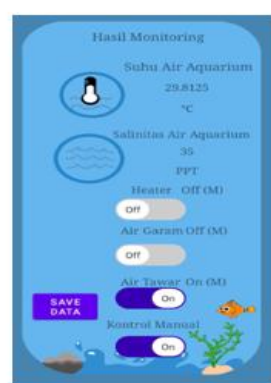 Hasil Monitoring
Suhu Air Aquarium
29.8125
°C
Salinitas Air Aquarium
35
PPT
Heater Off (M)
Off
Air Garam Off (M)
Off
Air Tawar On (M)
On
SAVE
DATA
Kontrol Manual
On